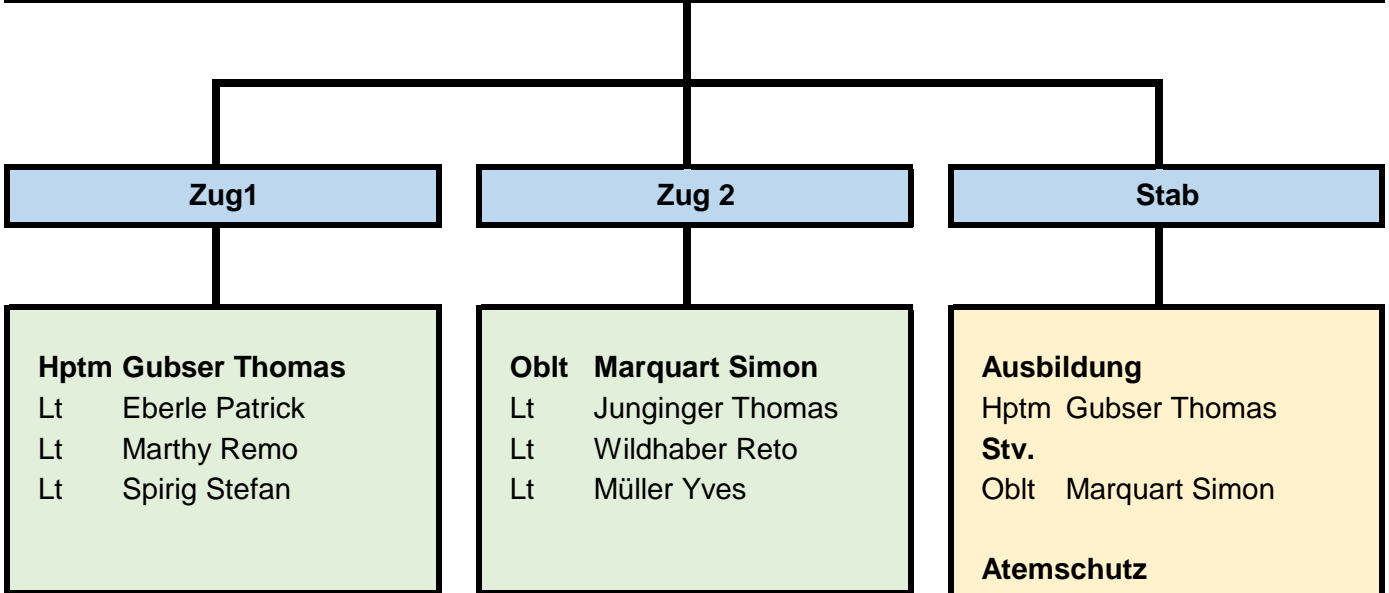 Zug1
Zug 2
Stab
Hptm Gubser Thomas
Lt Eberle Patrick
Lt Marthy Remo
Lt Spirig Stefan
Oblt Marquart Simon
Lt Junginger Thomas
Lt Wildhaber Reto
Lt Müller Yves
Ausbildung
Hptm Gubser Thomas
Stv.
Oblt Marquart Simon
Atemschutz